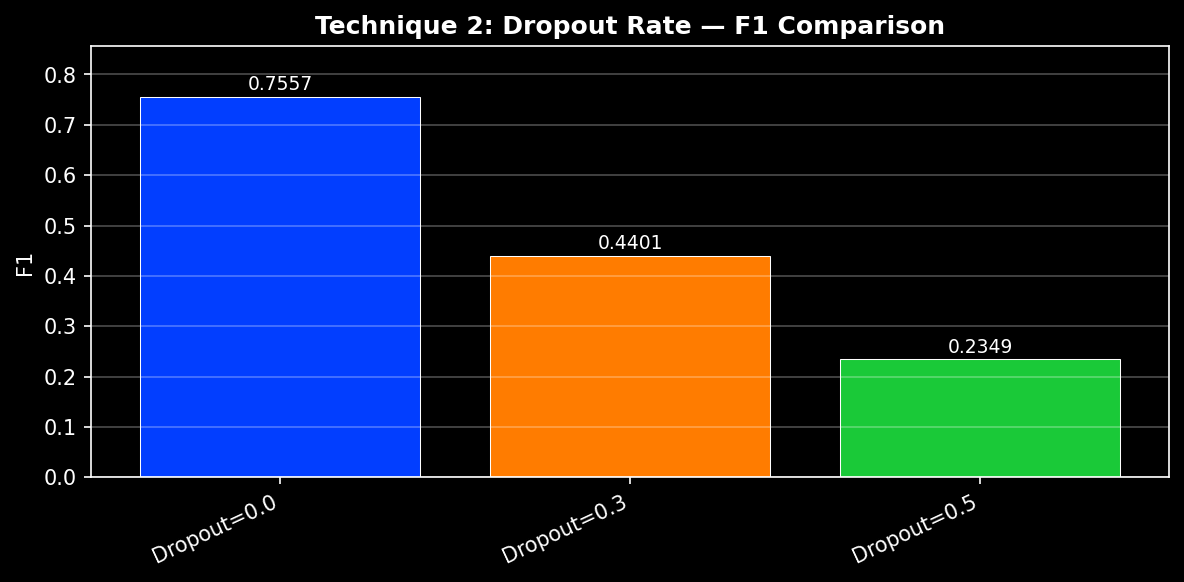 Technique 2: Dropout Rate — F1 Comparison
F1
0.8
0.7
0.6
0.5
0.4
0.3
0.2
0.1
0.0
0.7557
0.4401
0.2349
Dropout=0.0
Dropout=0.3
Dropout=0.5